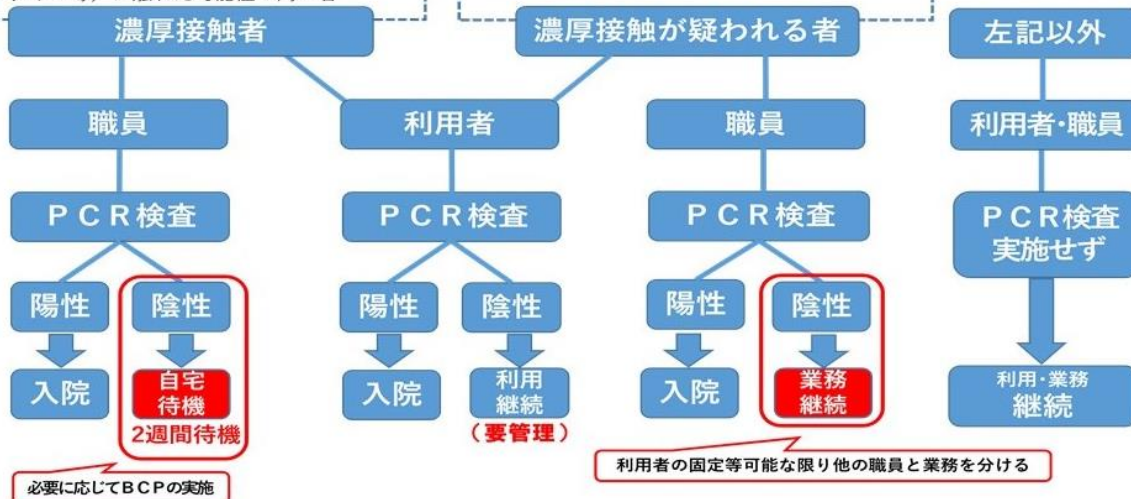 濃厚接触者
濃厚接触が疑われる者
左記以外
職員
利用者
職員
利用者・職員
PCR検査
PCR検査
PCR検査
PCR検査
実施せず
陽性
陰性
陽性
陰性
陽性
陰性
入院
自宅
待機
2週間待機
入院
利用
継続
(要管理)
入院
業務
継続
利用・業務
継続
必要に応じてBCPの実施
利用者の固定等可能な限り他の職員と業務を分ける